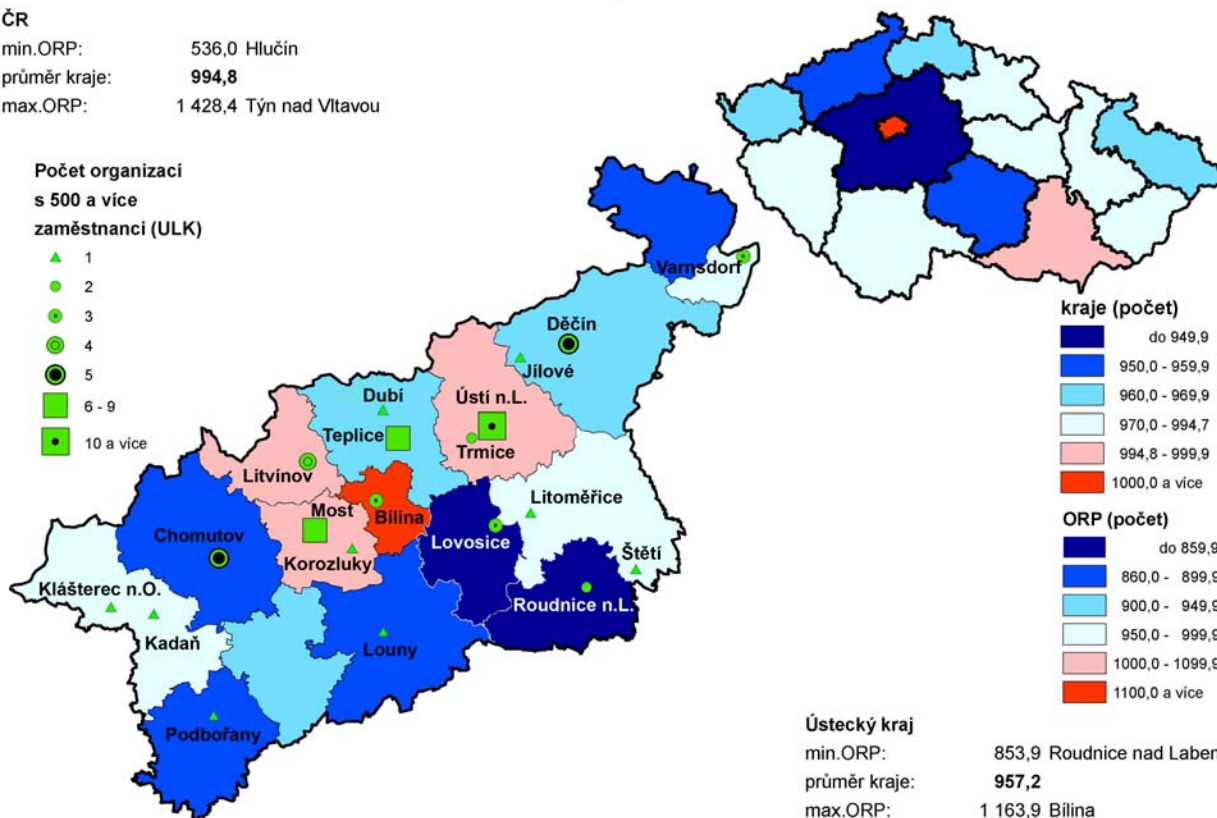 ČR
min.ORP: 536,0 Hlučín
průměr kraje: 994,8
max.ORP: 1 428,4 Týn nad Vltavou
Počet organizací
s 500 a více
zaměstnanci (ULK)
1
2
3
4
5
6 - 9
10 a více
Varnsdorf
Děčín
Jílové
Dubí
Ústí n.L.
Teplice
Trmice
Litvínov
Most
Bílina
Litoměřice
Chomutov
Lovosice
Korozluky
Štětí
Klášterec n.O.
Roudnice n.L.
Kadaň
Louny
Podbořany
kraje (počet)
do 949,9
950,0 - 959,9
960,0 - 969,9
970,0 - 994,7
994,8 - 999,9
1000,0 a více
ORP (počet)
do 859,9
860,0 - 899,9
900,0 - 949,9
950,0 - 999,9
1000,0 - 1099,9
1100,0 a více
Ústecký kraj
min.ORP: 853,9 Roudnice nad Labem
průměr kraje: 957,2
max.ORP: 1 163,9 Bílina